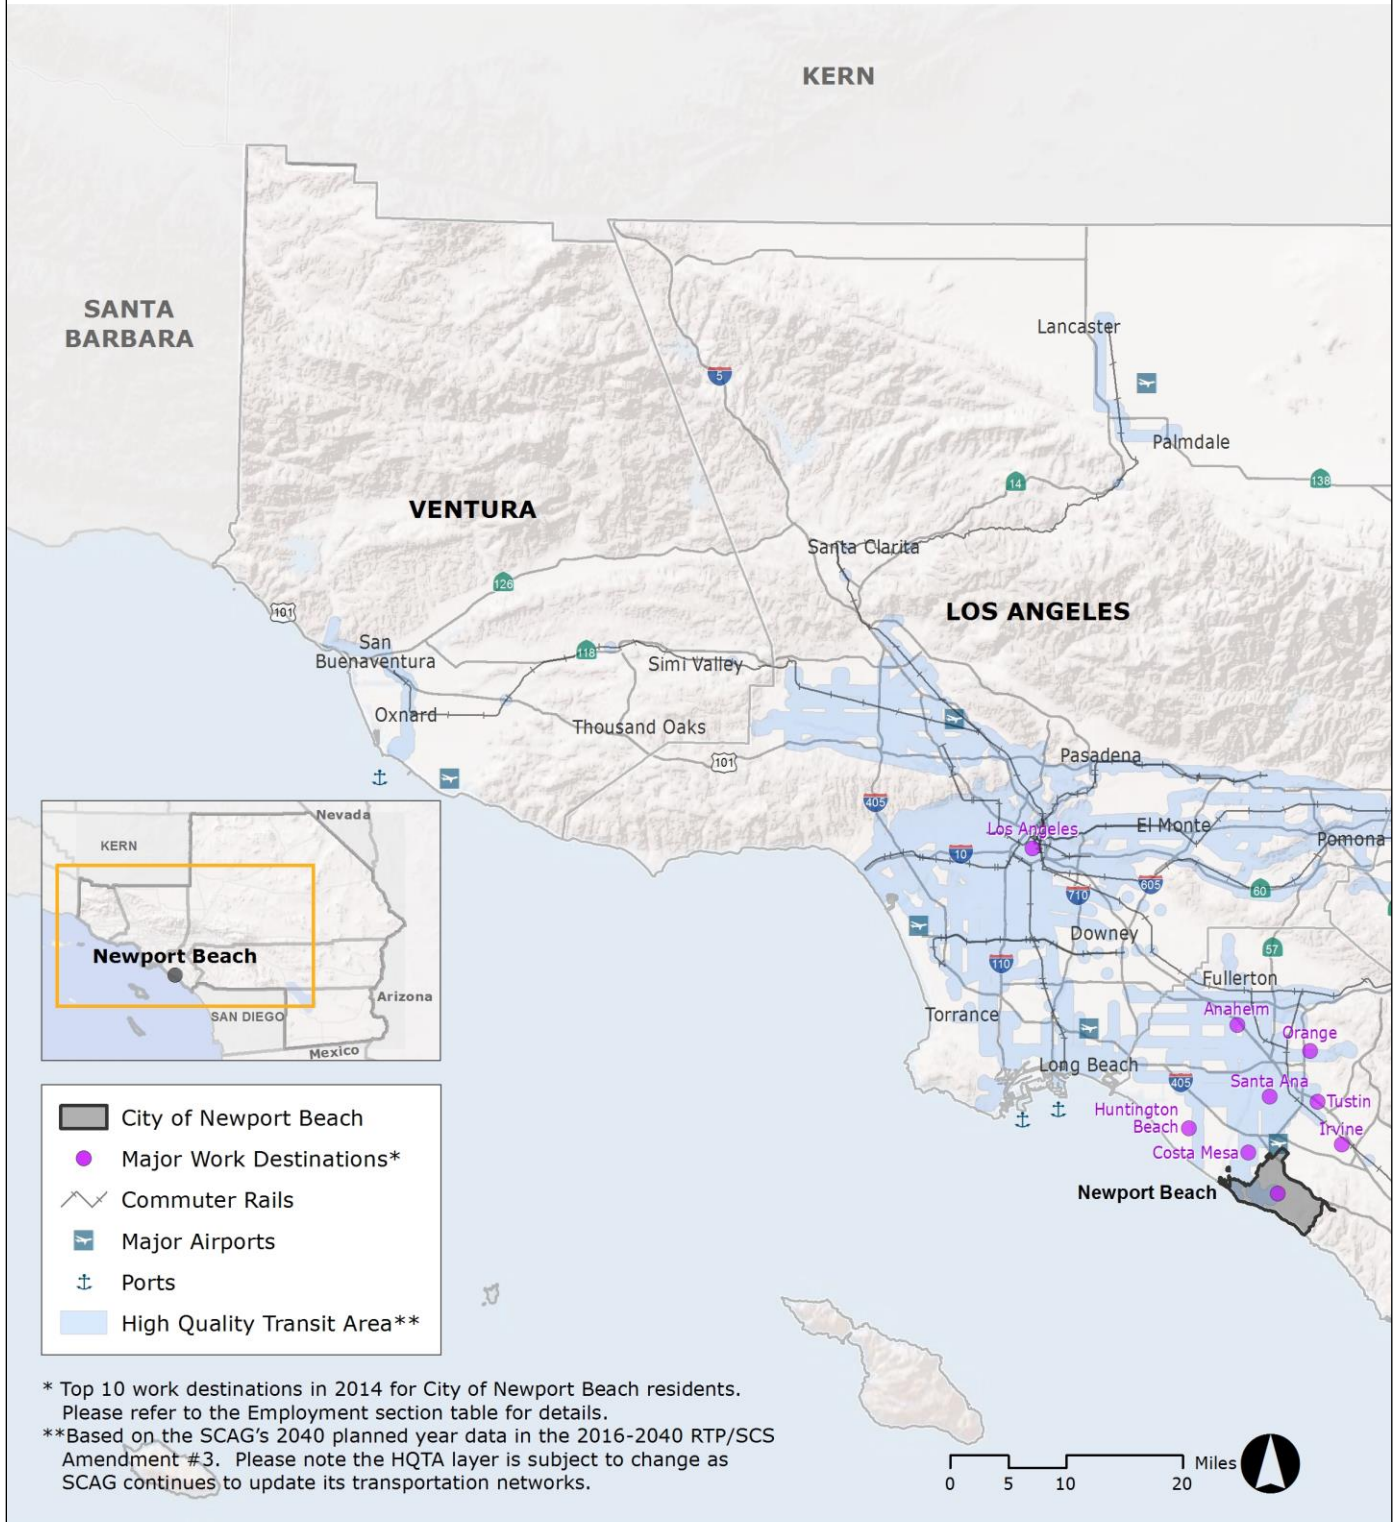 KERN
SANTA
BARBARA
Lancaster
5
Palmdale
14
138
VENTURA
Santa Clarita
126
101
LOS ANGELES
San
Buenaventura
118
Simi Valley
Oxnard
Thousand Oaks
101
Pasadena
405
Los Angeles
El Monte
Pomona
10
605
710
60
Downey
57
110
Fullerton
Anaheim
Torrance
Orange
Long Beach
405
Santa Ana
Tustin
Huntington
Beach
Irvine
Costa Mesa
Newport Beach
Nevada
KERN
Newport Beach
Arizona
SAN DIEGO
Mexico
City of Newport Beach
Major Work Destinations*
Commuter Rails
Major Airports
Ports
High Quality Transit Area**
* Top 10 work destinations in 2014 for City of Newport Beach residents.
Please refer to the Employment section table for details.
**Based on the SCAG's 2040 planned year data in the 2016-2040 RTP/SCS
Amendment #3. Please note the HQTA layer is subject to change as
SCAG continues to update its transportation networks.
0 5 10 20 Miles